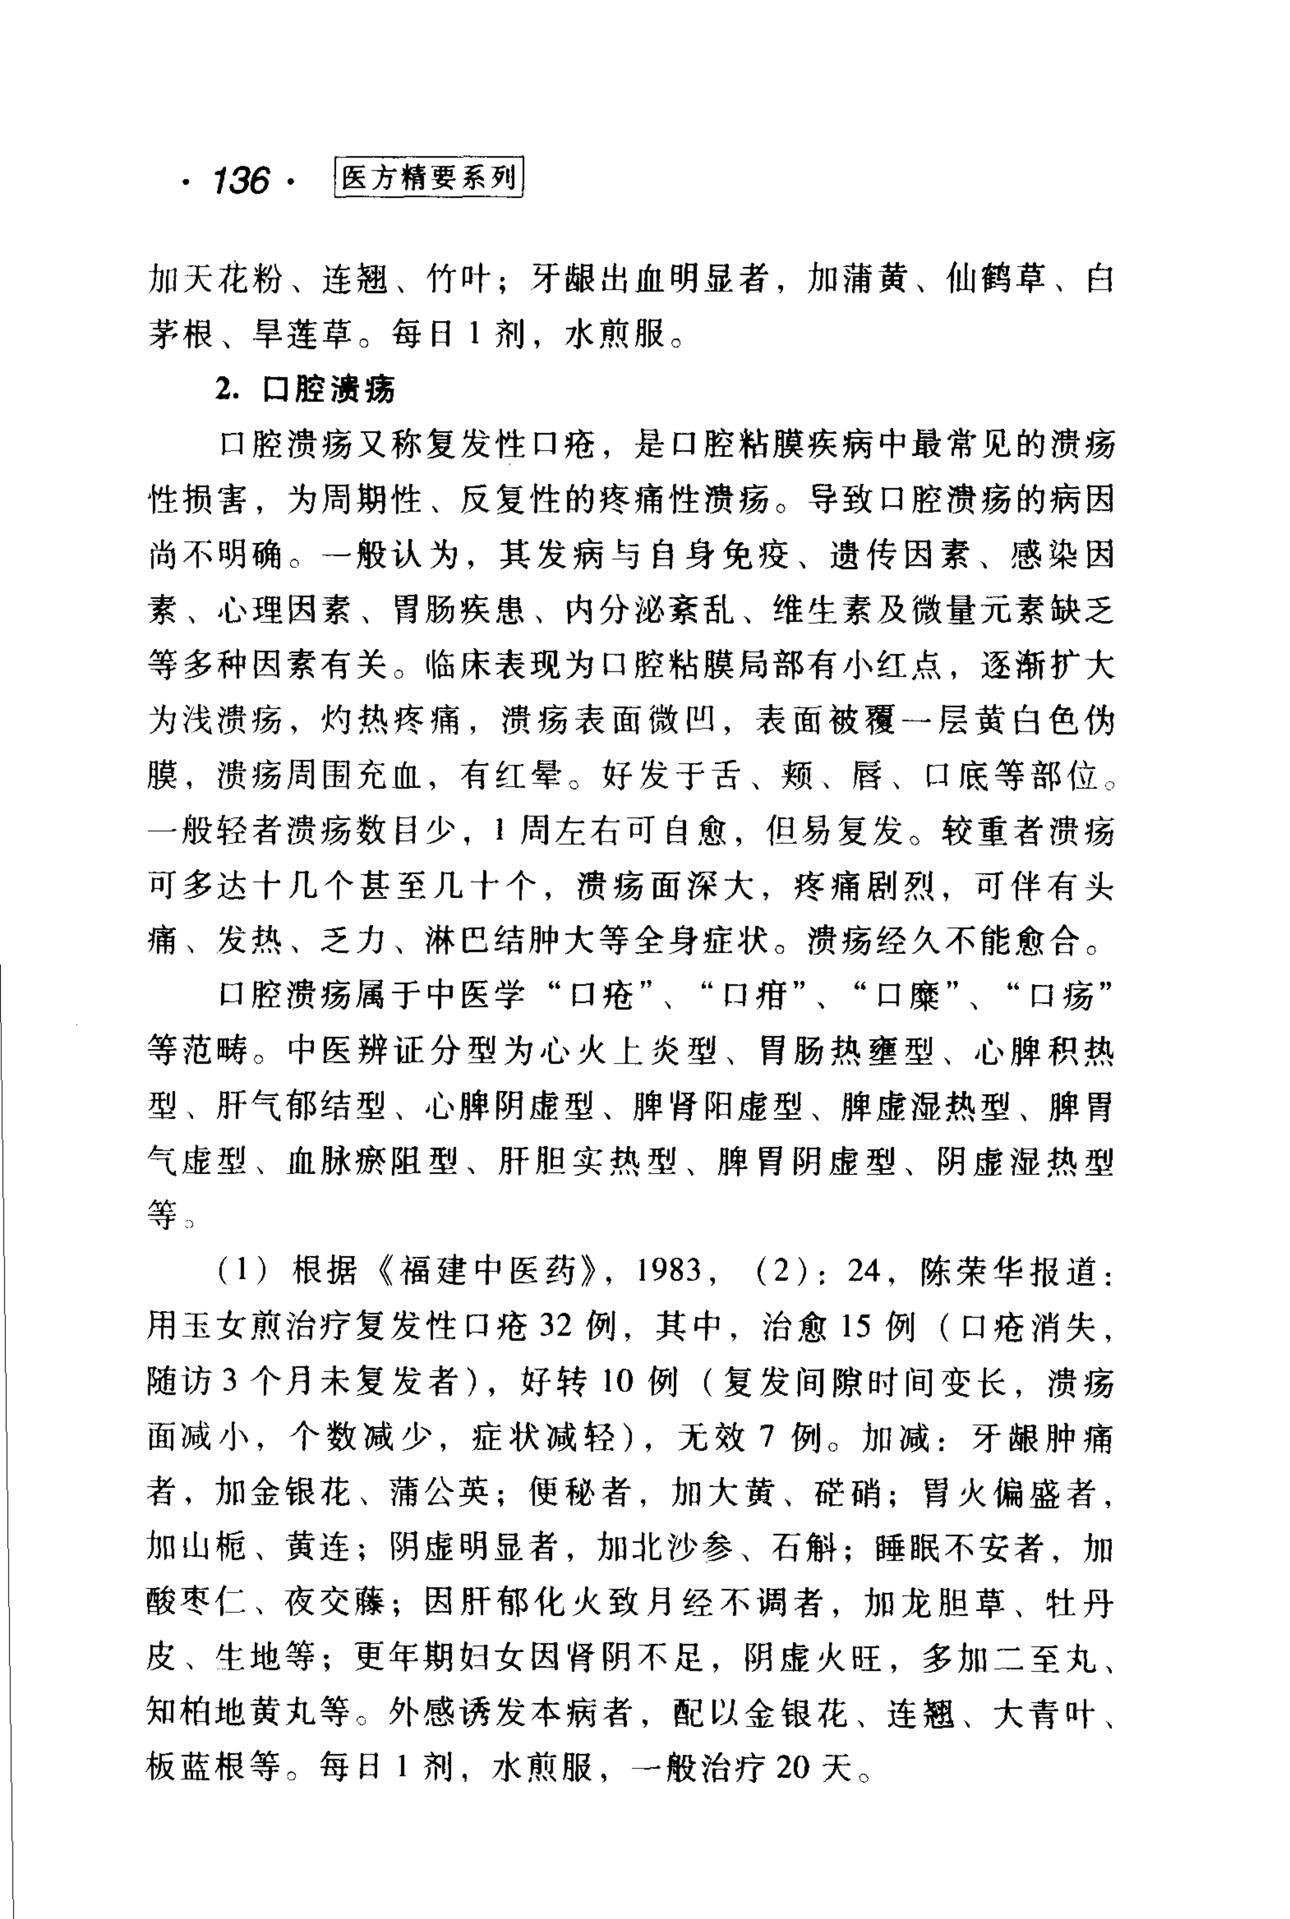 · 136 · 医方精要系列
加天花粉、连翘、竹叶；牙龈出血明显者，加蒲黄、仙鹤草、白
茅根、旱莲草。每日 1 剂，水煎服。
2. 口腔溃疡
口腔溃疡又称复发性口疮，是口腔粘膜疾病中最常见的溃疡
性损害，为周期性、反复性的疼痛性溃疡。导致口腔溃疡的病因
尚不明确。一般认为，其发病与自身免疫、遗传因素、感染因
素、心理因素、胃肠疾患、内分泌紊乱、维生素及微量元素缺乏
等多种因素有关。临床表现为口腔粘膜局部有小红点，逐渐扩大
为浅溃疡，灼热疼痛，溃疡表面微凹，表面被覆一层黄白色伪
膜，溃疡周围充血，有红晕。好发于舌、颊、唇、口底等部位。
一般轻者溃疡数目少，1 周左右可自愈，但易复发。较重者溃疡
可多达十几个甚至几十个，溃疡面深大，疼痛剧烈，可伴有头
痛、发热、乏力、淋巴结肿大等全身症状。溃疡经久不能愈合。
口腔溃疡属于中医学“口疮”、“口疳”、“口糜”、“口疡”
等范畴。中医辨证分型为心火上炎型、胃肠热壅型、心脾积热
型、肝气郁结型、心脾阴虚型、脾肾阳虚型、脾虚湿热型、脾胃
气虚型、血脉瘀阻型、肝胆实热型、脾胃阴虚型、阴虚湿热型
等。
（1）根据《福建中医药》，1983，（2）：24，陈荣华报道：
用玉女煎治疗复发性口疮 32 例，其中，治愈 15 例（口疮消失，
随访 3 个月未复发者），好转 10 例（复发间隙时间变长，溃疡
面减小，个数减少，症状减轻），无效 7 例。加减：牙龈肿痛
者，加金银花、蒲公英；便秘者，加大黄、硭硝；胃火偏盛者，
加山栀、黄连；阴虚明显者，加北沙参、石斛；睡眠不安者，加
酸枣仁、夜交藤；因肝郁化火致月经不调者，加龙胆草、牡丹
皮、生地等；更年期妇女因肾阴不足，阴虚火旺，多加二至丸、
知柏地黄丸等。外感诱发本病者，配以金银花、连翘、大青叶、
板蓝根等。每日 1 剂，水煎服，一般治疗 20 天。